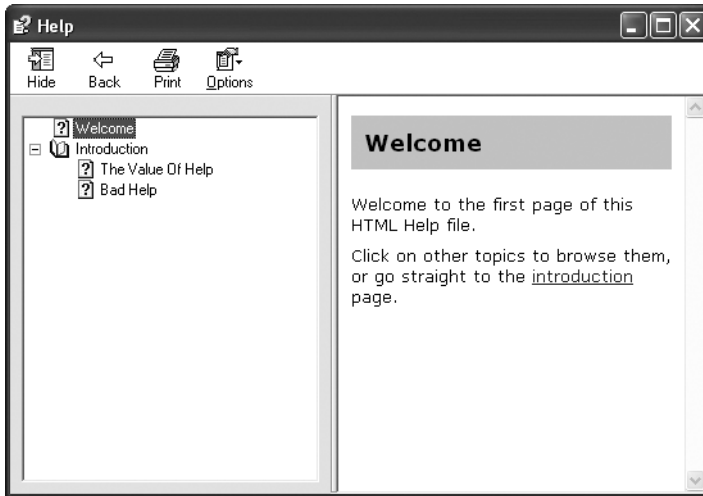 Help
Hide Back Print Options
Welcome
Introduction
The Value Of Help
Bad Help
Welcome
Welcome to the first page of this
HTML Help file.
Click on other topics to browse them,
or go straight to the introduction
page.